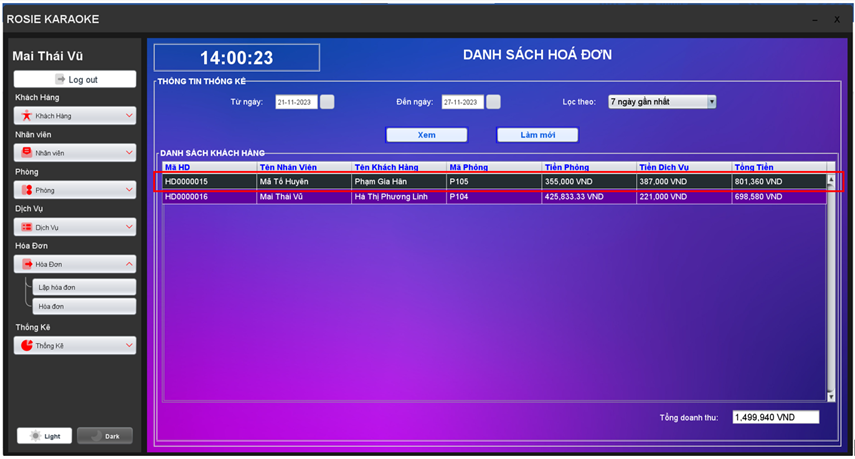 ROSIE KARAOKE
– X
Mai Thái Vũ
Log out
Khách Hàng
Khách Hàng
Nhân viên
Nhân viên
Phòng
Phòng
Dịch Vụ
Dịch Vụ
Hóa Đơn
Hóa Đơn
Lập hóa đơn
Hóa đơn
Thống Kê
Thống Kê
Light Dark
14:00:23
DANH SÁCH HOÁ ĐƠN
THÔNG TIN THỐNG KÊ
Từ ngày: 21-11-2023 Đến ngày: 27-11-2023 Lọc theo: 7 ngày gần nhất
Xem Làm mới
DANH SÁCH KHÁCH HÀNG
Mã HD Tên Nhân Viên Tên Khách Hàng Mã Phòng Tiền Phòng Tiền Dịch Vụ Tổng Tiền
HD0000015 Mã Tổ Huyên Phạm Gia Hân P105 355,000 VND 387,000 VND 801,360 VND
HD0000016 Mai Thái Vũ Hà Thị Phương Linh P104 425,833.33 VND 221,000 VND 698,580 VND
Tổng doanh thu: 1,499,940 VND